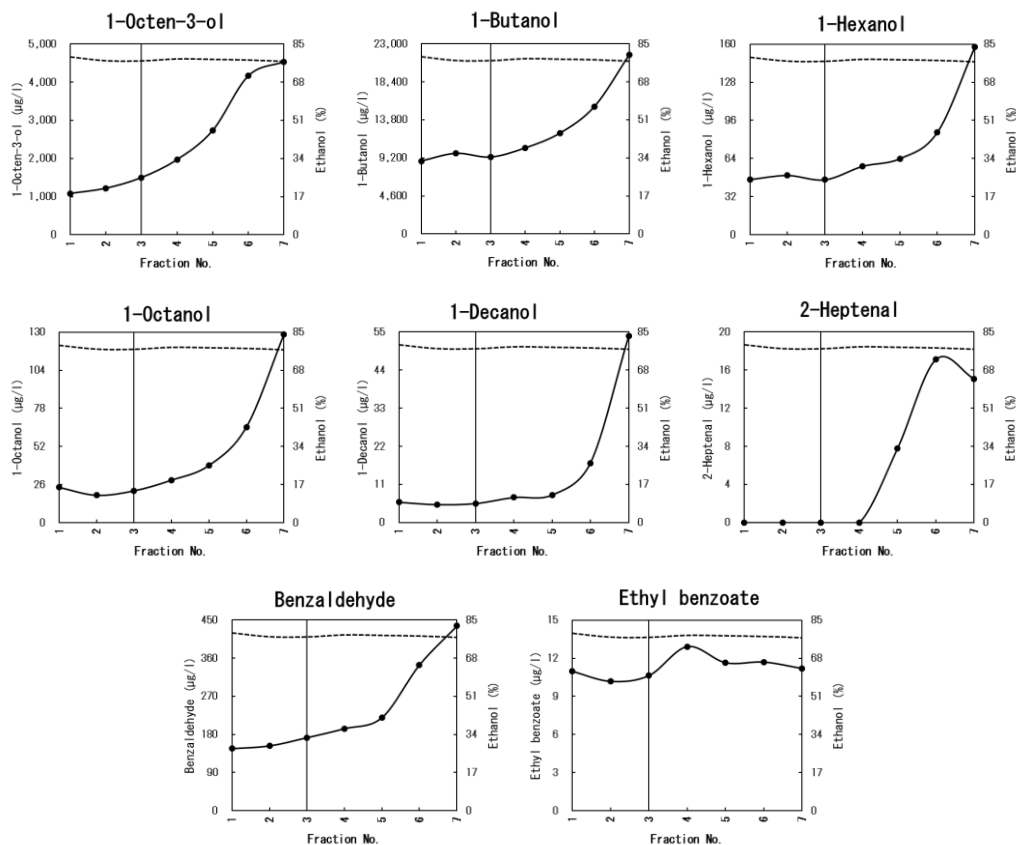 1-Octen-3-ol
5,000
4,000
3,000
2,000
1,000
0
1-Octen-3-ol (μg/l)
85
68
51
34
17
0
Ethanol (%)
1 2 3 4 5 6 7
Fraction No.
1-Butanol
23,000
18,400
13,800
9,200
4,600
0
1-Butanol (μg/l)
85
68
51
34
17
0
Ethanol (%)
1 2 3 4 5 6 7
Fraction No.
1-Hexanol
160
128
96
64
32
0
1-Hexanol (μg/l)
85
68
51
34
17
0
Ethanol (%)
1 2 3 4 5 6 7
Fraction No.
1-Octanol
130
104
78
52
26
0
1-Octanol (μg/l)
85
68
51
34
17
0
Ethanol (%)
1 2 3 4 5 6 7
Fraction No.
1-Decanol
55
44
33
22
11
0
1-Decanol (μg/l)
85
68
51
34
17
0
Ethanol (%)
1 2 3 4 5 6 7
Fraction No.
2-Heptenal
20
16
12
8
4
0
2-Heptenal (μg/l)
85
68
51
34
17
0
Ethanol (%)
1 2 3 4 5 6 7
Fraction No.
Benzaldehyde
450
360
270
180
90
0
Benzaldehyde (μg/l)
85
68
51
34
17
0
Ethanol (%)
1 2 3 4 5 6 7
Fraction No.
Ethyl benzoate
15
12
9
6
3
0
Ethyl benzoate (μg/l)
85
68
51
34
17
0
Ethanol (%)
1 2 3 4 5 6 7
Fraction No.